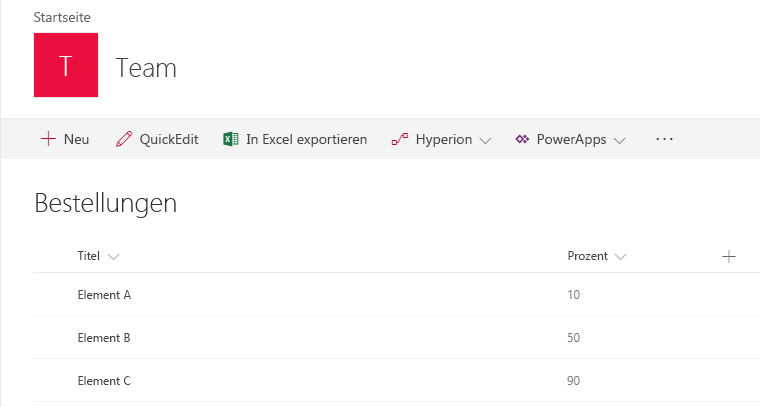 Startseite
T
Team
Neu QuickEdit In Excel exportieren Hyperion PowerApps ...
Bestellungen
Titel Prozent
Element A 10
Element B 50
Element C 90